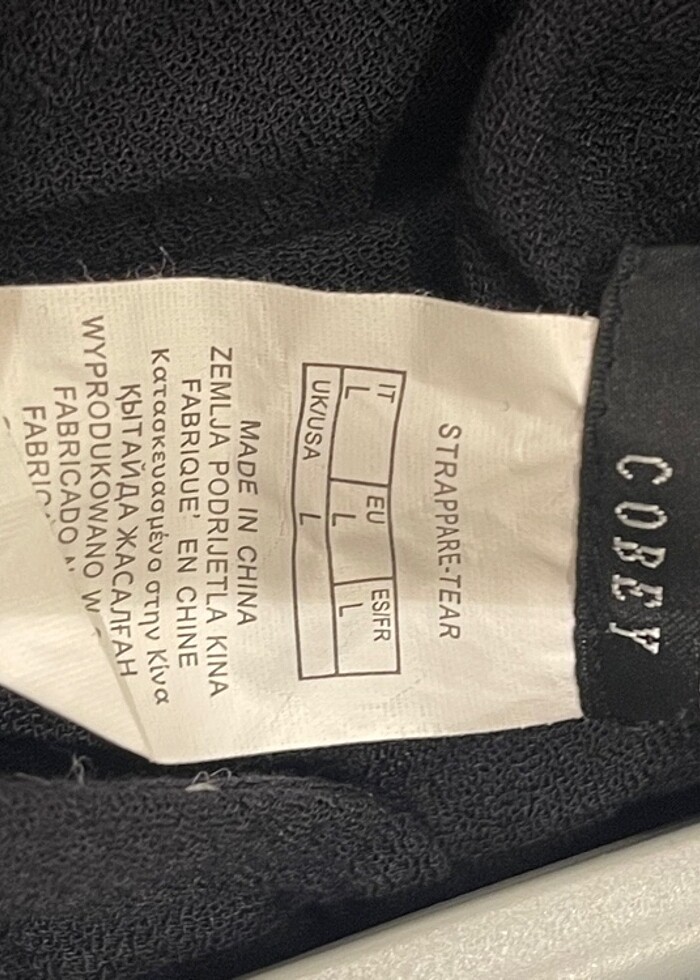 COBEY
STRAPPARE-TEAR
IT EU ES/FR
L L L
UK/USA L
MADE IN CHINA
ZEMLJA PODRIJETLA KINA
FABRIQUE' EN CHINE
Κατασκευασμένο στην Κίνα
ҚЫТАЙДА ЖАСАЛҒАН
WYPRODUKOWANO W
FABRICADO